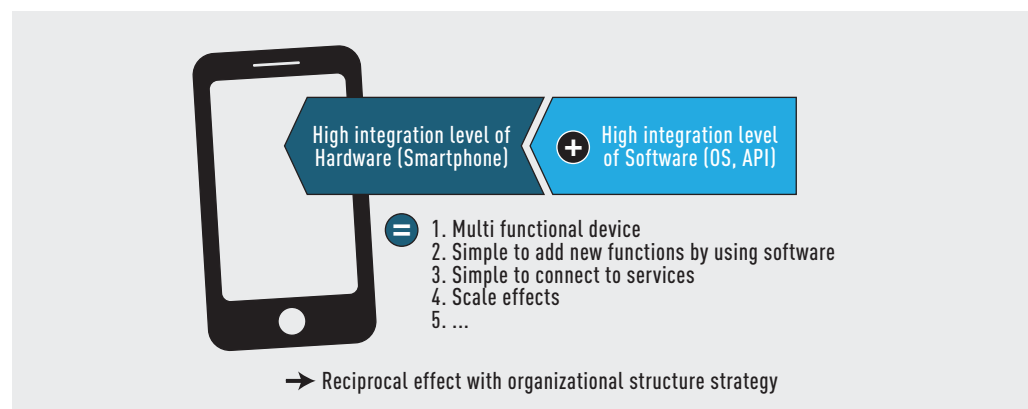 High integration level of
Hardware (Smartphone)
+
High integration level
of Software (OS, API)
=
1. Multi functional device
2. Simple to add new functions by using software
3. Simple to connect to services
4. Scale effects
5. ...
→ Reciprocal effect with organizational structure strategy